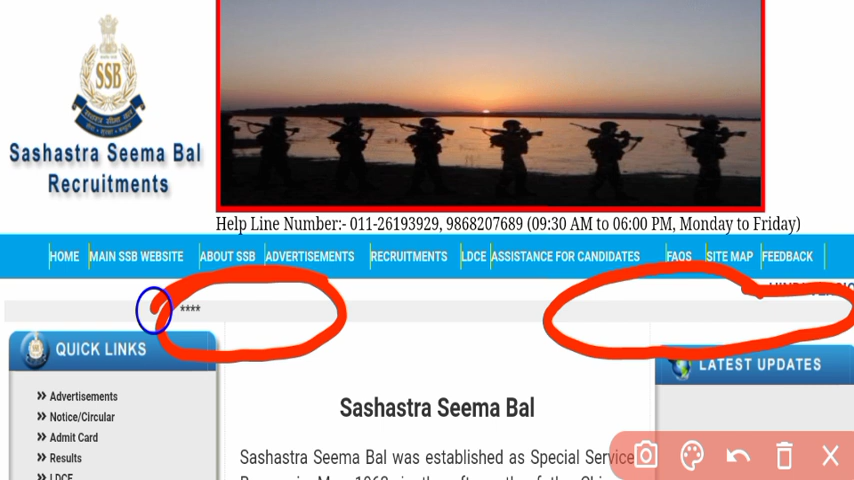 SSB
Sashastra Seema Bal
Recruitments
Help Line Number:- 011-26193929, 9868207689 (09:30 AM to 06:00 PM, Monday to Friday)
HOME MAIN SSB WEBSITE ABOUT SSB ADVERTISEMENTS RECRUITMENTS LDCE ASSISTANCE FOR CANDIDATES FAQS SITE MAP FEEDBACK
****
QUICK LINKS
LATEST UPDATES
» Advertisements
» Notice/Circular
» Admit Card
» Results
» LDCE
Sashastra Seema Bal
Sashastra Seema Bal was established as Special Service